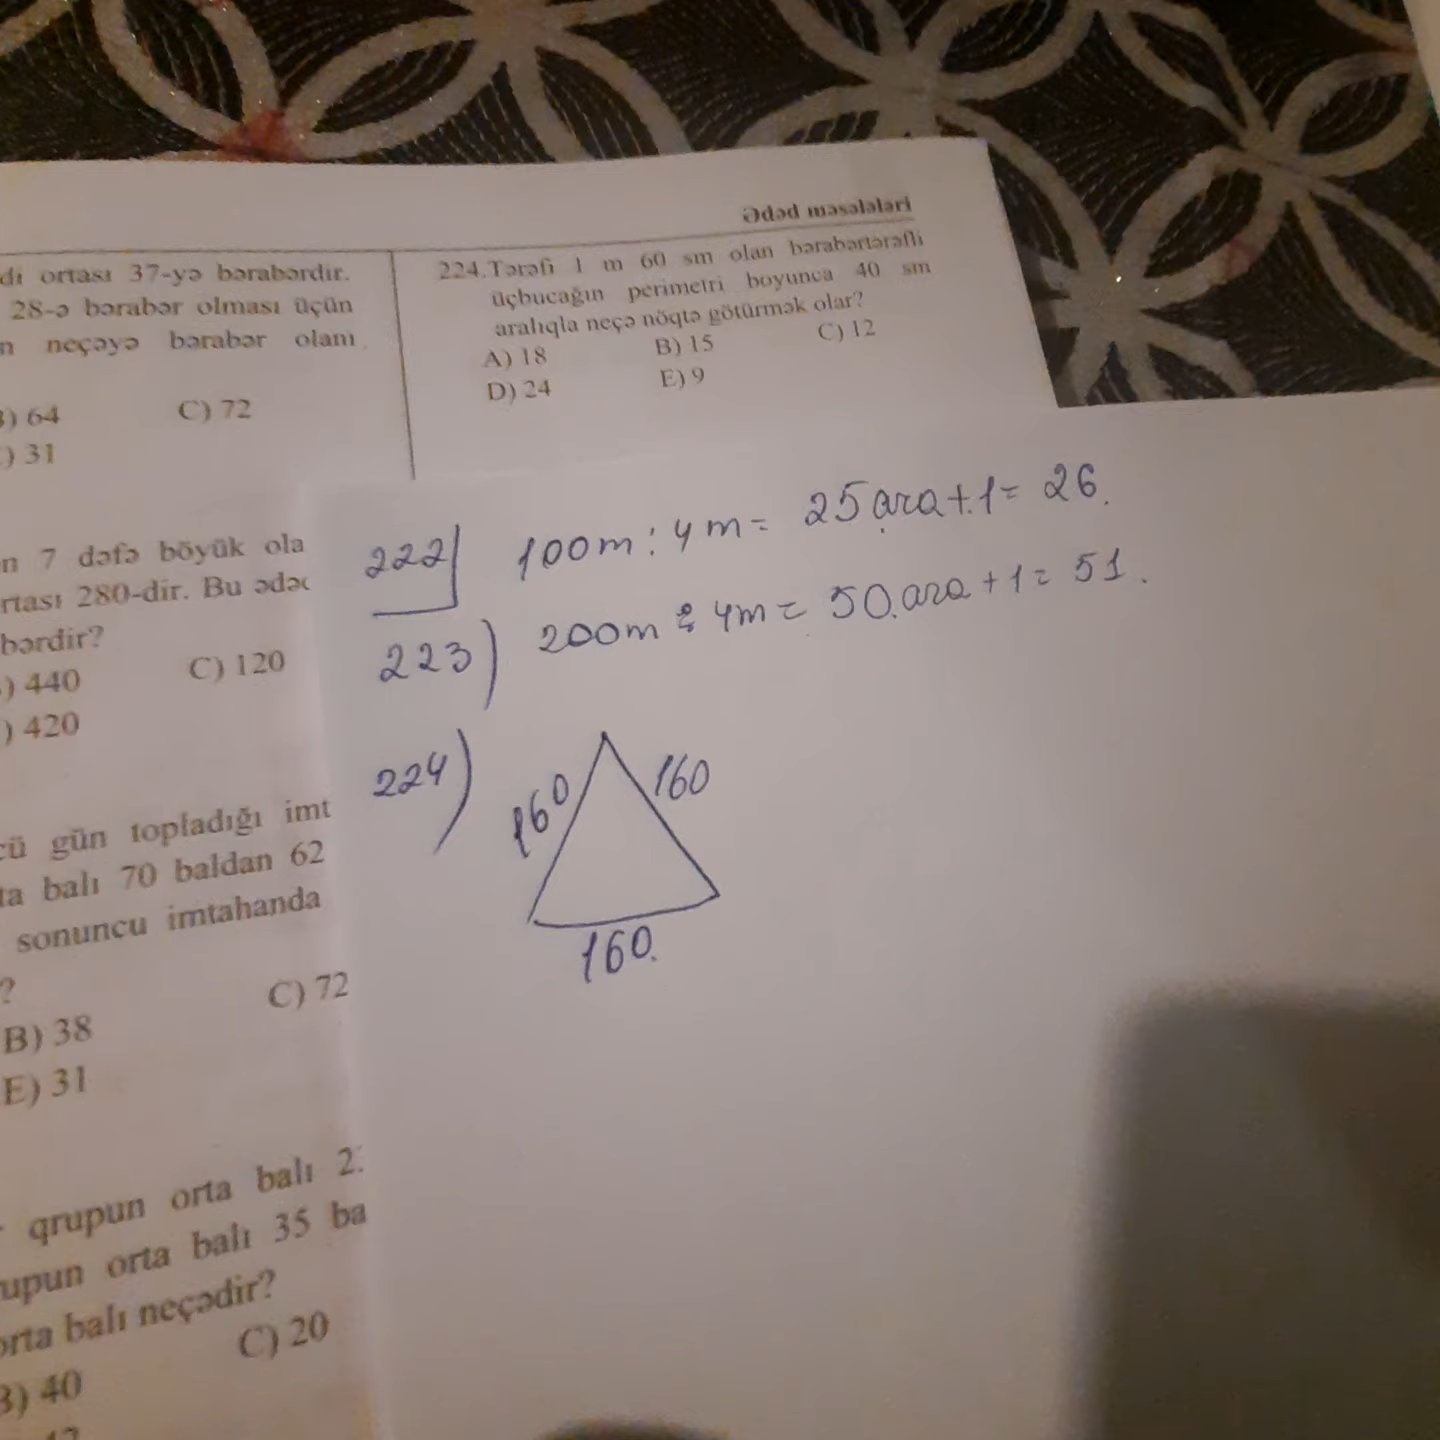 Ədəd məsələləri
di ortası 37-yə bərabərdir.
28-ə bərabər olması üçün
n neçəyə bərabər olanı
B) 64 C) 72
) 31
n 7 dəfə böyük ola
rtası 280-dir. Bu ədəd
bərdir?
) 440 C) 120
) 420
cü gün topladığı imt
ta balı 70 baldan 62
sonuncu imtahanda
?
C) 72
B) 38
E) 31
qrupun orta balı 2
upun orta balı 35 ba
orta balı neçədir?
C) 20
B) 40
224.Tərəfi 1 m 60 sm olan bərabərtərəfli
üçbucağın perimetri boyunca 40 sm
aralıqla neçə nöqtə götürmək olar?
A) 18 B) 15 C) 12
D) 24 E) 9
222 100m : 4m = 25 ara + 1 = 26.
223) 200m : 4m = 50 ara + 1 = 51.
224)
160 160
160.